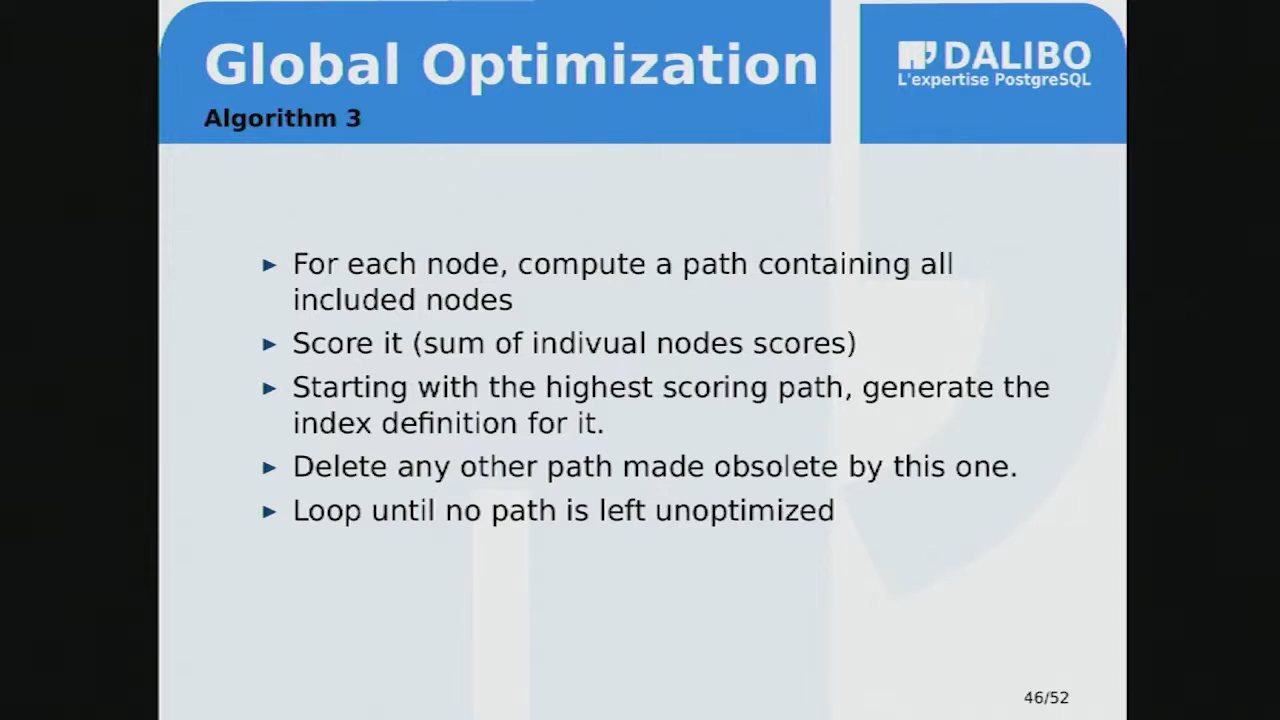 Global Optimization
Algorithm 3
DALIBO
L'expertise PostgreSQL
► For each node, compute a path containing all
included nodes
► Score it (sum of indivual nodes scores)
► Starting with the highest scoring path, generate the
index definition for it.
► Delete any other path made obsolete by this one.
► Loop until no path is left unoptimized
46/52